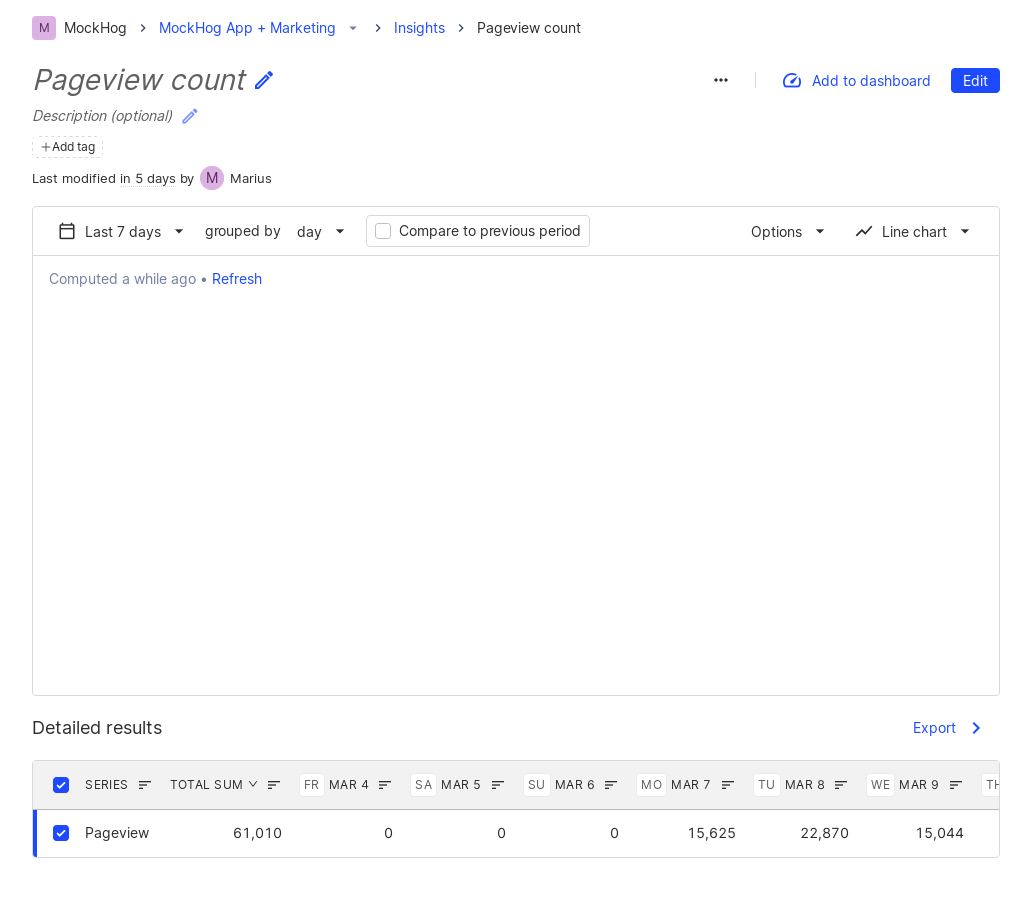 M MockHog MockHog App + Marketing Insights Pageview count
Pageview count
Add to dashboard Edit
Description (optional)
Add tag
Last modified in 5 days by M Marius
Last 7 days grouped by day Compare to previous period Options Line chart
Computed a while ago • Refresh
Detailed results Export
SERIES TOTAL SUM FR MAR 4 SA MAR 5 SU MAR 6 MO MAR 7 TU MAR 8 WE MAR 9 TH
Pageview 61,010 0 0 0 15,625 22,870 15,044